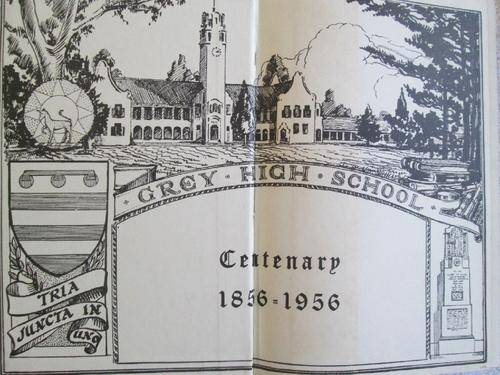 GREY · HIGH · SCHOOL
Centenary
1856=1956
TRIA
JUNCTA IN
UNO